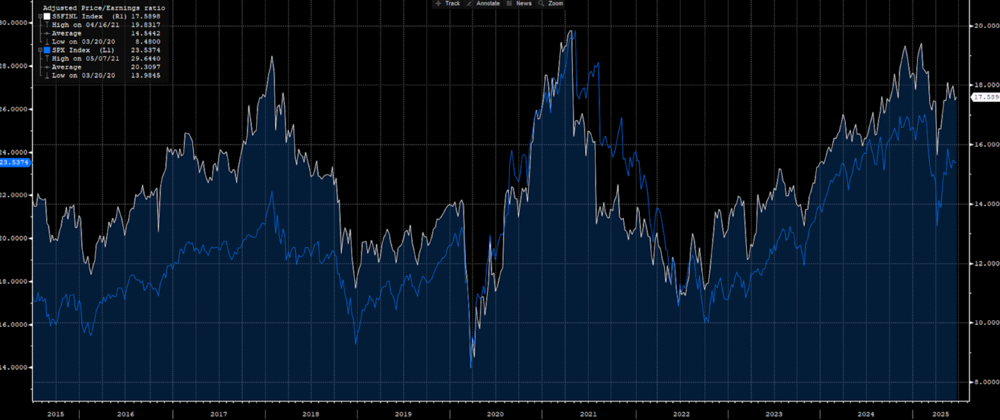 Track Annotate News Zoom
Adjusted Price/Earnings ratio
S5FINL Index (R1) 17.5898
High on 04/16/21 19.8317
Average 14.5442
Low on 03/20/20 8.4800
SPX Index (L1) 23.5374
High on 05/07/21 29.6440
Average 20.3097
Low on 03/20/20 13.9845
30.0000
28.0000
26.0000
24.0000
23.5374
22.0000
20.0000
18.0000
16.0000
14.0000
20.000
18.000
17.589
16.000
14.000
12.000
10.000
8.0000
2015 2016 2017 2018 2019 2020 2021 2022 2023 2024 2025